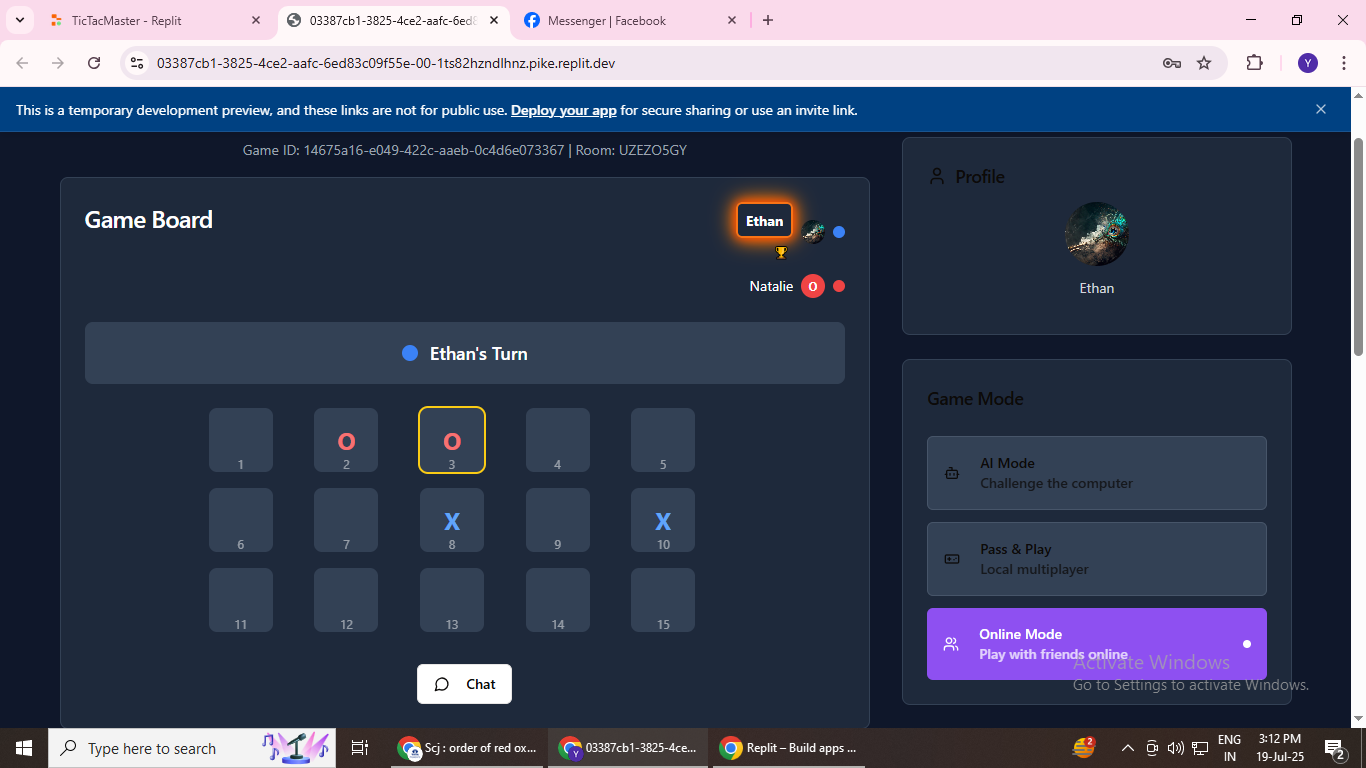 TicTacMaster - Replit
03387cb1-3825-4ce2-aafc-6ed8
Messenger | Facebook
03387cb1-3825-4ce2-aafc-6ed83c09f55e-00-1ts82hzndlhnz.pike.replit.dev
Y
This is a temporary development preview, and these links are not for public use. Deploy your app for secure sharing or use an invite link.
Game ID: 14675a16-e049-422c-aaeb-0c4d6e073367 | Room: UZEZO5GY
Game Board
Ethan
Natalie O
Ethan's Turn
1
O 2
O 3
4
5
6
7
X 8
9
X 10
11
12
13
14
15
Chat
Profile
Ethan
Game Mode
AI Mode
Challenge the computer
Pass & Play
Local multiplayer
Online Mode
Play with friends online
Activate Windows
Go to Settings to activate Windows.
Type here to search
Scj : order of red ox...
03387cb1-3825-4ce...
Replit – Build apps ...
2
ENG
IN
3:12 PM
19-Jul-25
2